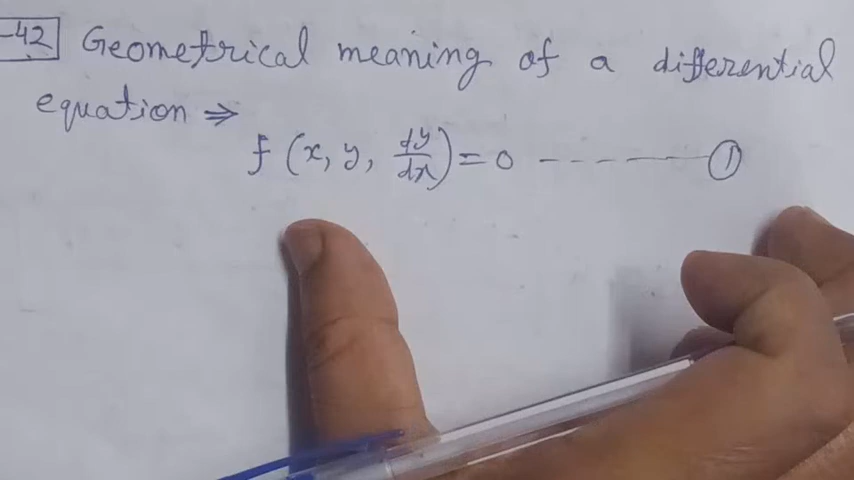 -42 Geometrical meaning of a differential
equation ⇒
f (x, y, dy/dx) = 0 ------- ①